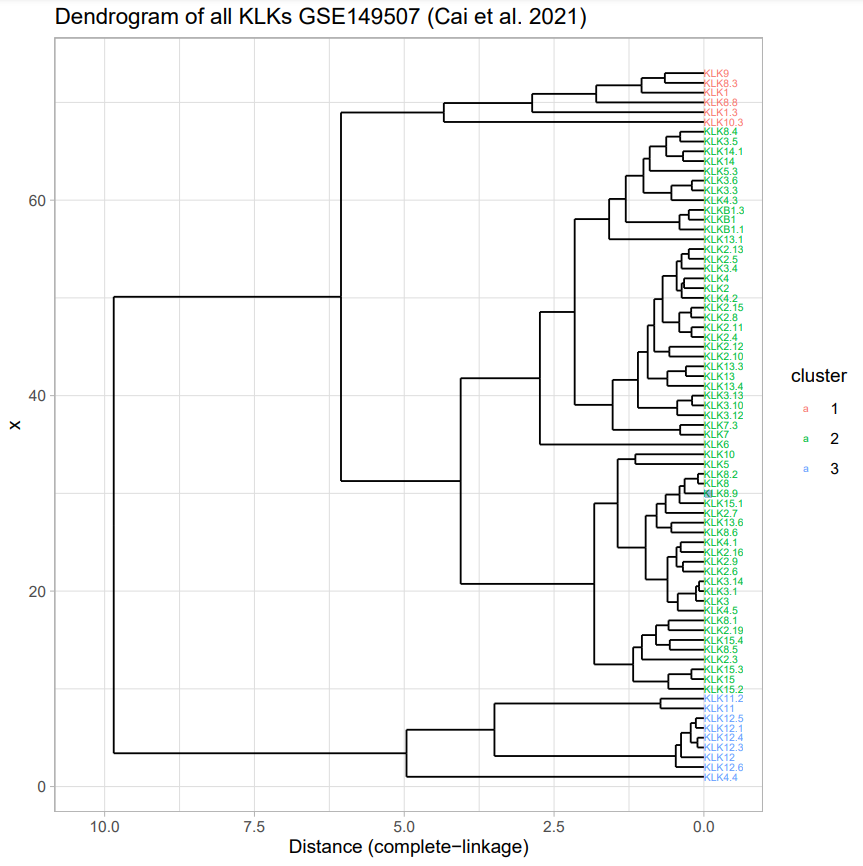 Dendrogram of all KLKs GSE149507 (Cai et al. 2021)
KLK9
KLK8.3
KLK1
KLK8.8
KLK1.3
KLK10.3
KLK8.4
KLK3.5
KLK14.1
KLK14
KLK5.3
KLK3.6
KLK3.3
60
KLK4.3
KLKB1.3
KLKB1
KLKB1.1
KLK13.1
KLK2.13
KLK2.5
KLK3.4
KLK4
KLK2
KLK4.2
KLK2.15
KLK2.8
KLK2.11
KLK2.4
KLK2.12
KLK2.10
KLK13.3
KLK13
KLK13.4
40
KLK3.13
KLK3.10
KLK3.12
KLK7.3
KLK7
KLK6
KLK10
KLK5
KLK8.2
KLK8
KLK8.9
KLK15.1
KLK2.7
KLK13.6
KLK8.6
KLK4.1
KLK2.16
KLK2.9
KLK2.6
KLK3.14
20
KLK3.1
KLK3
KLK4.5
KLK8.1
KLK2.19
KLK15.4
KLK8.5
KLK2.3
KLK15.3
KLK15
KLK15.2
KLK11.2
KLK11
KLK12.5
KLK12.1
KLK12.4
KLK12.3
KLK12
KLK12.6
KLK4.4
0
x
10.0 7.5 5.0 2.5 0.0
Distance (complete−linkage)
cluster
a 1
a 2
a 3